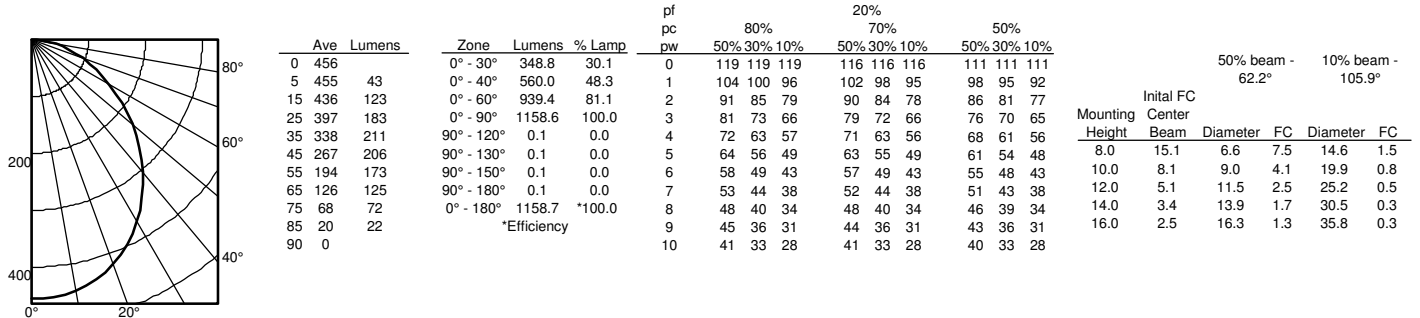 200
400
0°
20°
40°
60°
80°
Ave Lumens
0 456
5 455 43
15 436 123
25 397 183
35 338 211
45 267 206
55 194 173
65 126 125
75 68 72
85 20 22
90 0
Zone Lumens % Lamp
0° - 30° 348.8 30.1
0° - 40° 560.0 48.3
0° - 60° 939.4 81.1
0° - 90° 1158.6 100.0
90° - 120° 0.1 0.0
90° - 130° 0.1 0.0
90° - 150° 0.1 0.0
90° - 180° 0.1 0.0
0° - 180° 1158.7 *100.0
*Efficiency
pf 20%
pc 80% 70% 50%
pw 50% 30% 10% 50% 30% 10% 50% 30% 10%
0 119 119 119 116 116 116 111 111 111
1 104 100 96 102 98 95 98 95 92
2 91 85 79 90 84 78 86 81 77
3 81 73 66 79 72 66 76 70 65
4 72 63 57 71 63 56 68 61 56
5 64 56 49 63 55 49 61 54 48
6 58 49 43 57 49 43 55 48 43
7 53 44 38 52 44 38 51 43 38
8 48 40 34 48 40 34 46 39 34
9 45 36 31 44 36 31 43 36 31
10 41 33 28 41 33 28 40 33 28
50% beam - 10% beam -
62.2° 105.9°
Inital FC
Mounting Center
Height Beam Diameter FC Diameter FC
8.0 15.1 6.6 7.5 14.6 1.5
10.0 8.1 9.0 4.1 19.9 0.8
12.0 5.1 11.5 2.5 25.2 0.5
14.0 3.4 13.9 1.7 30.5 0.3
16.0 2.5 16.3 1.3 35.8 0.3